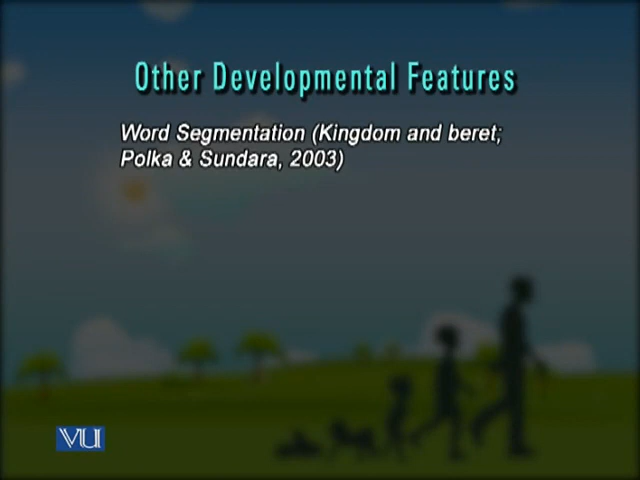 Other Developmental Features
Word Segmentation (Kingdom and beret;
Polka & Sundara, 2003)
VU